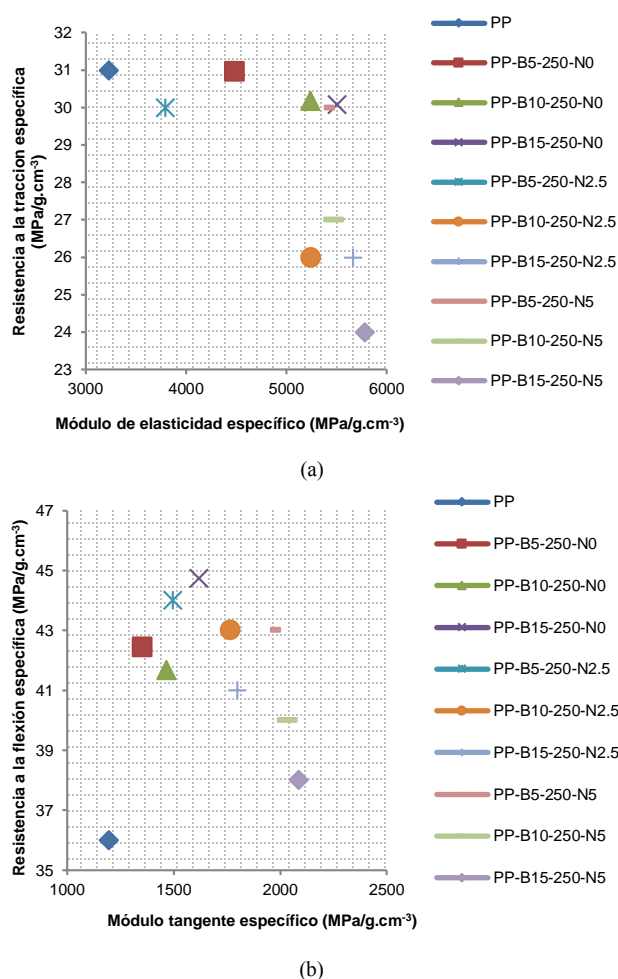 Resistencia a la traccion específica
(MPa/g.cm-3)
32
31
30
29
28
27
26
25
24
23
3000
4000
5000
6000
Módulo de elasticidad específico (MPa/g.cm-3)
PP
PP-B5-250-N0
PP-B10-250-N0
PP-B15-250-N0
PP-B5-250-N2.5
PP-B10-250-N2.5
PP-B15-250-N2.5
PP-B5-250-N5
PP-B10-250-N5
PP-B15-250-N5
(a)
Resistencia a la flexión específica (MPa/g.cm-3)
47
45
43
41
39
37
35
1000
1500
2000
2500
Módulo tangente específico (MPa/g.cm-3)
PP
PP-B5-250-N0
PP-B10-250-N0
PP-B15-250-N0
PP-B5-250-N2.5
PP-B10-250-N2.5
PP-B15-250-N2.5
PP-B5-250-N5
PP-B10-250-N5
PP-B15-250-N5
(b)